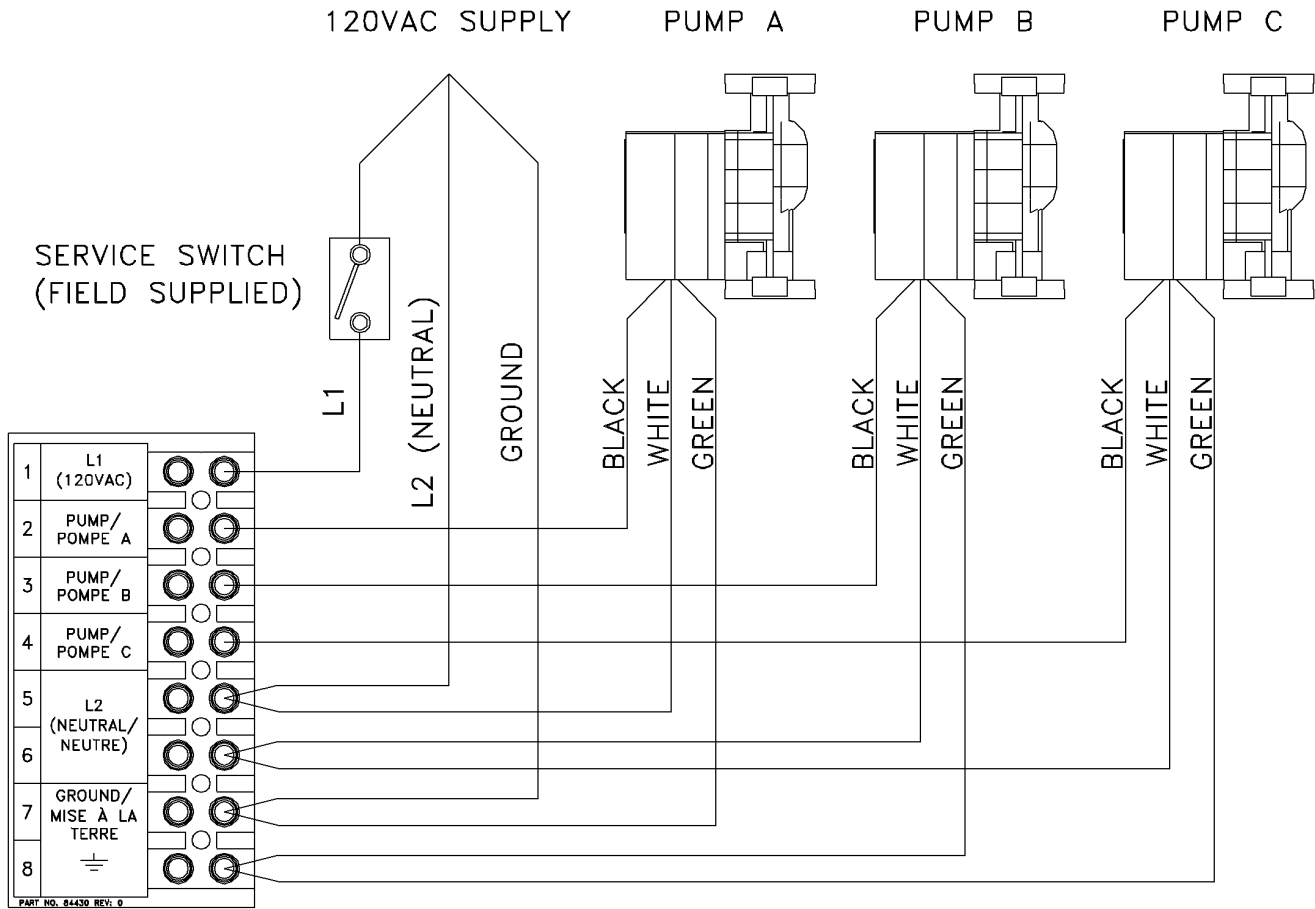 120VAC SUPPLY
PUMP A
PUMP B
PUMP C
SERVICE SWITCH
(FIELD SUPPLIED)
L1
L2 (NEUTRAL)
GROUND
BLACK
WHITE
GREEN
BLACK
WHITE
GREEN
BLACK
WHITE
GREEN
1
L1
(120VAC)
2
PUMP/
POMPE A
3
PUMP/
POMPE B
4
PUMP/
POMPE C
5
L2
(NEUTRAL/
NEUTRE)
6
7
GROUND/
MISE À LA
TERRE
8
PART NO. 84430 REV: 0